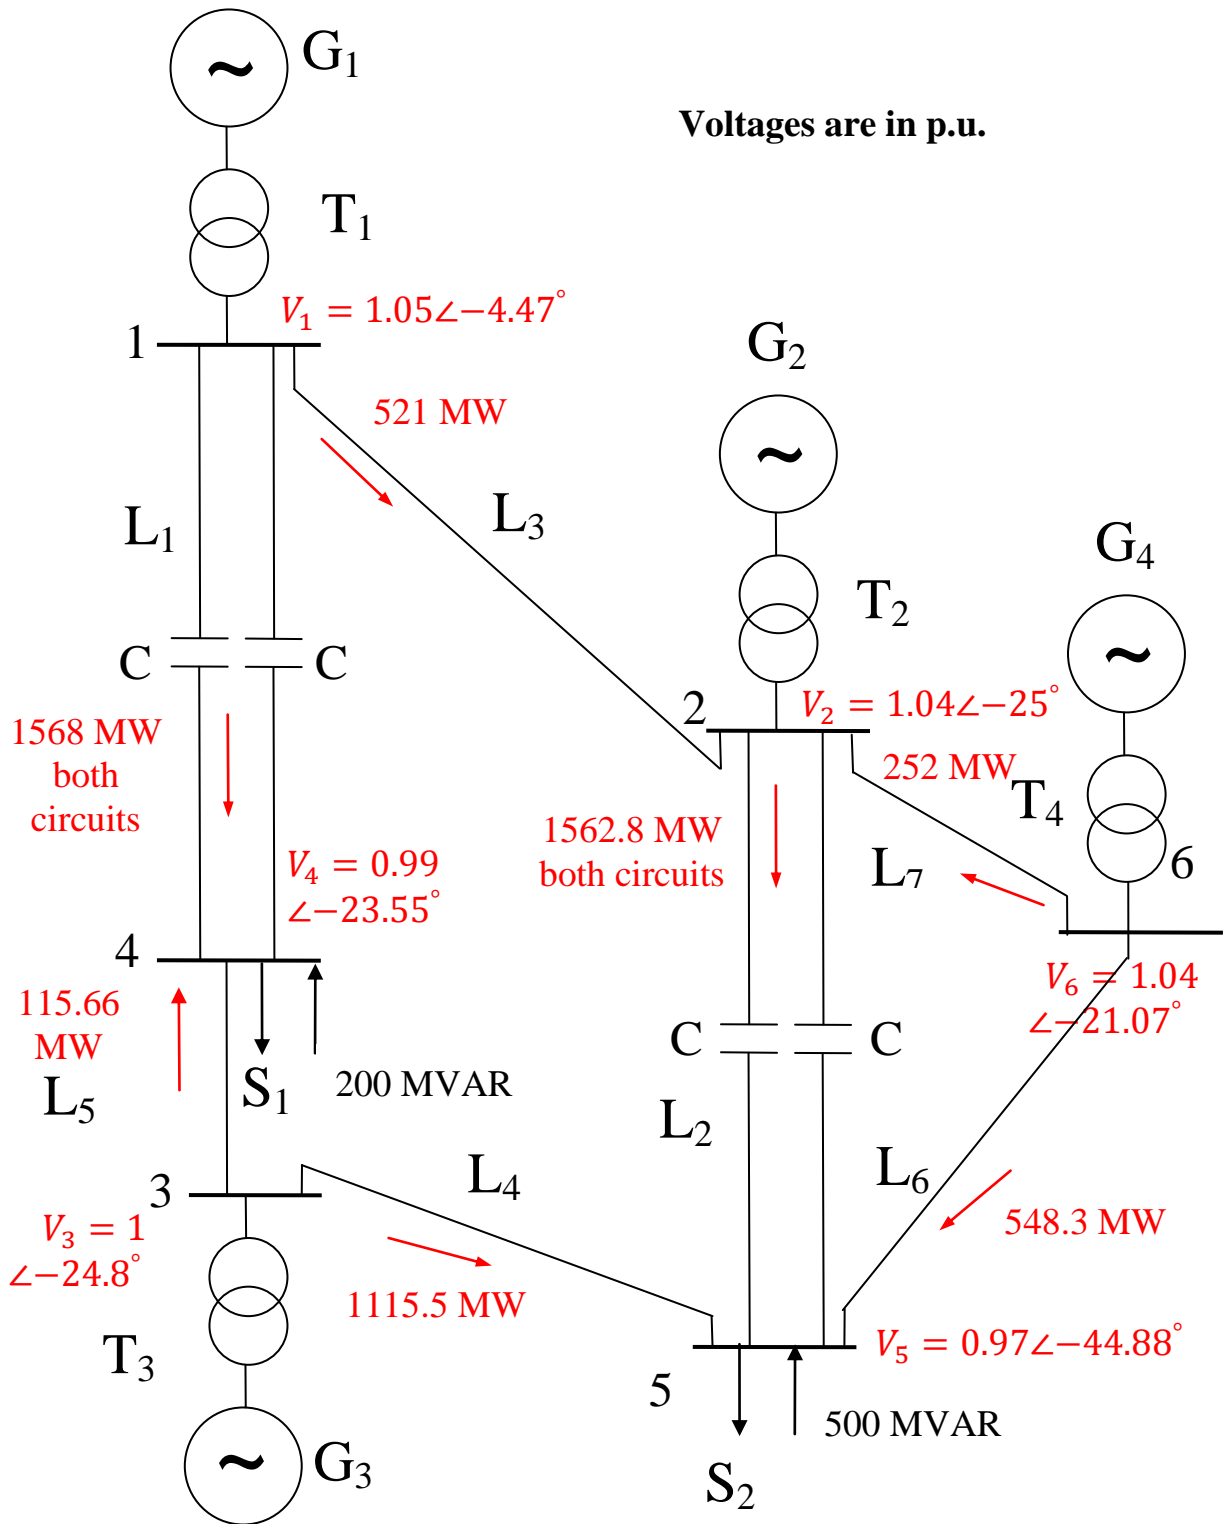 G₁
Voltages are in p.u.
T₁
V₁ = 1.05∠−4.47°
1
G₂
521 MW
L₃
L₁
G₄
T₂
C C
2
V₂ = 1.04∠−25°
1568 MW
both
circuits
252 MW
T₄
1562.8 MW
both circuits
L₇
6
V₄ = 0.99
∠−23.55°
4
V₆ = 1.04
∠−21.07°
115.66
MW
L₅
S₁
200 MVAR
C C
L₂
L₄
L₆
3
V₃ = 1
∠−24.8°
548.3 MW
1115.5 MW
T₃
V₅ = 0.97∠−44.88°
5
500 MVAR
G₃
S₂
~
~
~
~